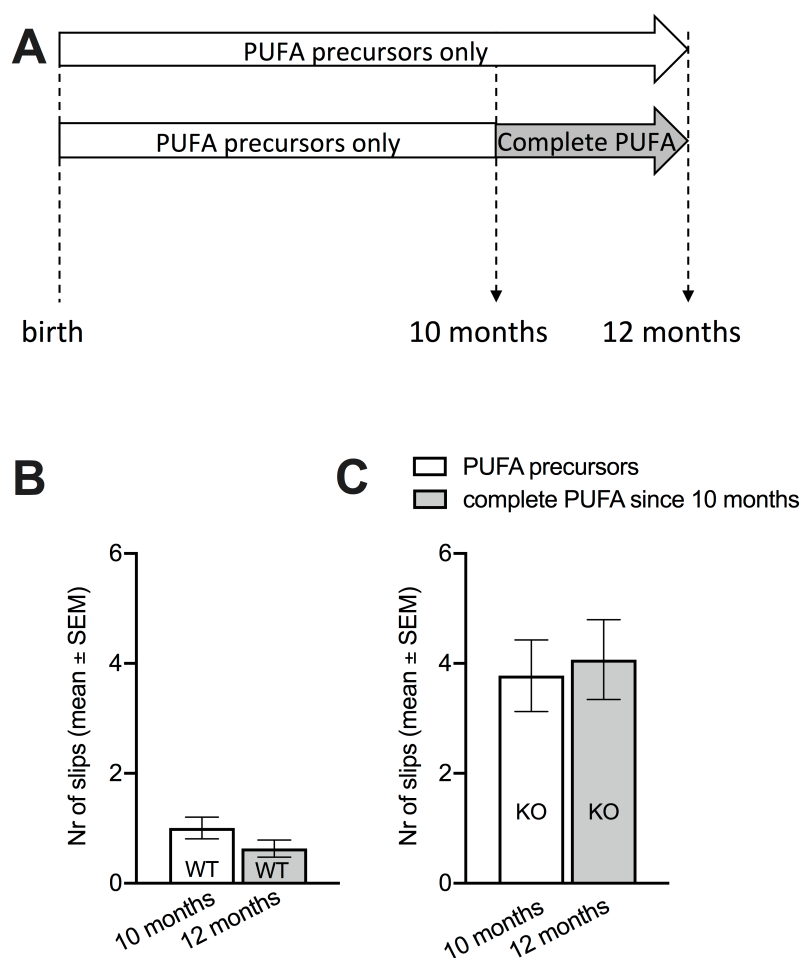 A
PUFA precursors only
PUFA precursors only
Complete PUFA
birth
10 months
12 months
B
C
PUFA precursors
complete PUFA since 10 months
Nr of slips (mean ± SEM)
6
4
2
0
WT
WT
10 months
12 months
Nr of slips (mean ± SEM)
6
4
2
0
KO
KO
10 months
12 months